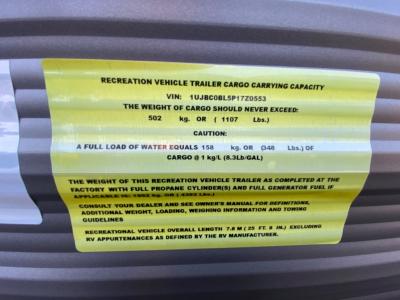 RECREATION VEHICLE TRAILER CARGO CARRYING CAPACITY
VIN: 1UJBC0BL5P17Z0553
THE WEIGHT OF CARGO SHOULD NEVER EXCEED:
502 kg. OR ( 1107 Lbs.)
CAUTION:
A FULL LOAD OF WATER EQUALS 158 kg. OR (348 Lbs.) OF
CARGO @ 1 kg/L (8.3Lb/GAL)
THE WEIGHT OF THIS RECREATION VEHICLE TRAILER AS COMPLETED AT THE
FACTORY WITH FULL PROPANE CYLINDER(S) AND FULL GENERATOR FUEL IF
APPLICABLE IS: kg. OR ( Lbs.)
CONSULT YOUR DEALER AND SEE OWNER'S MANUAL FOR DEFINITIONS,
ADDITIONAL WEIGHT, LOADING, WEIGHING INFORMATION AND TOWING
GUIDELINES
RECREATIONAL VEHICLE OVERALL LENGTH 7.8 M ( 25 FT. 8 IN.) EXCLUDING
RV APPURTENANCES AS DEFINED BY THE RV MANUFACTURER.